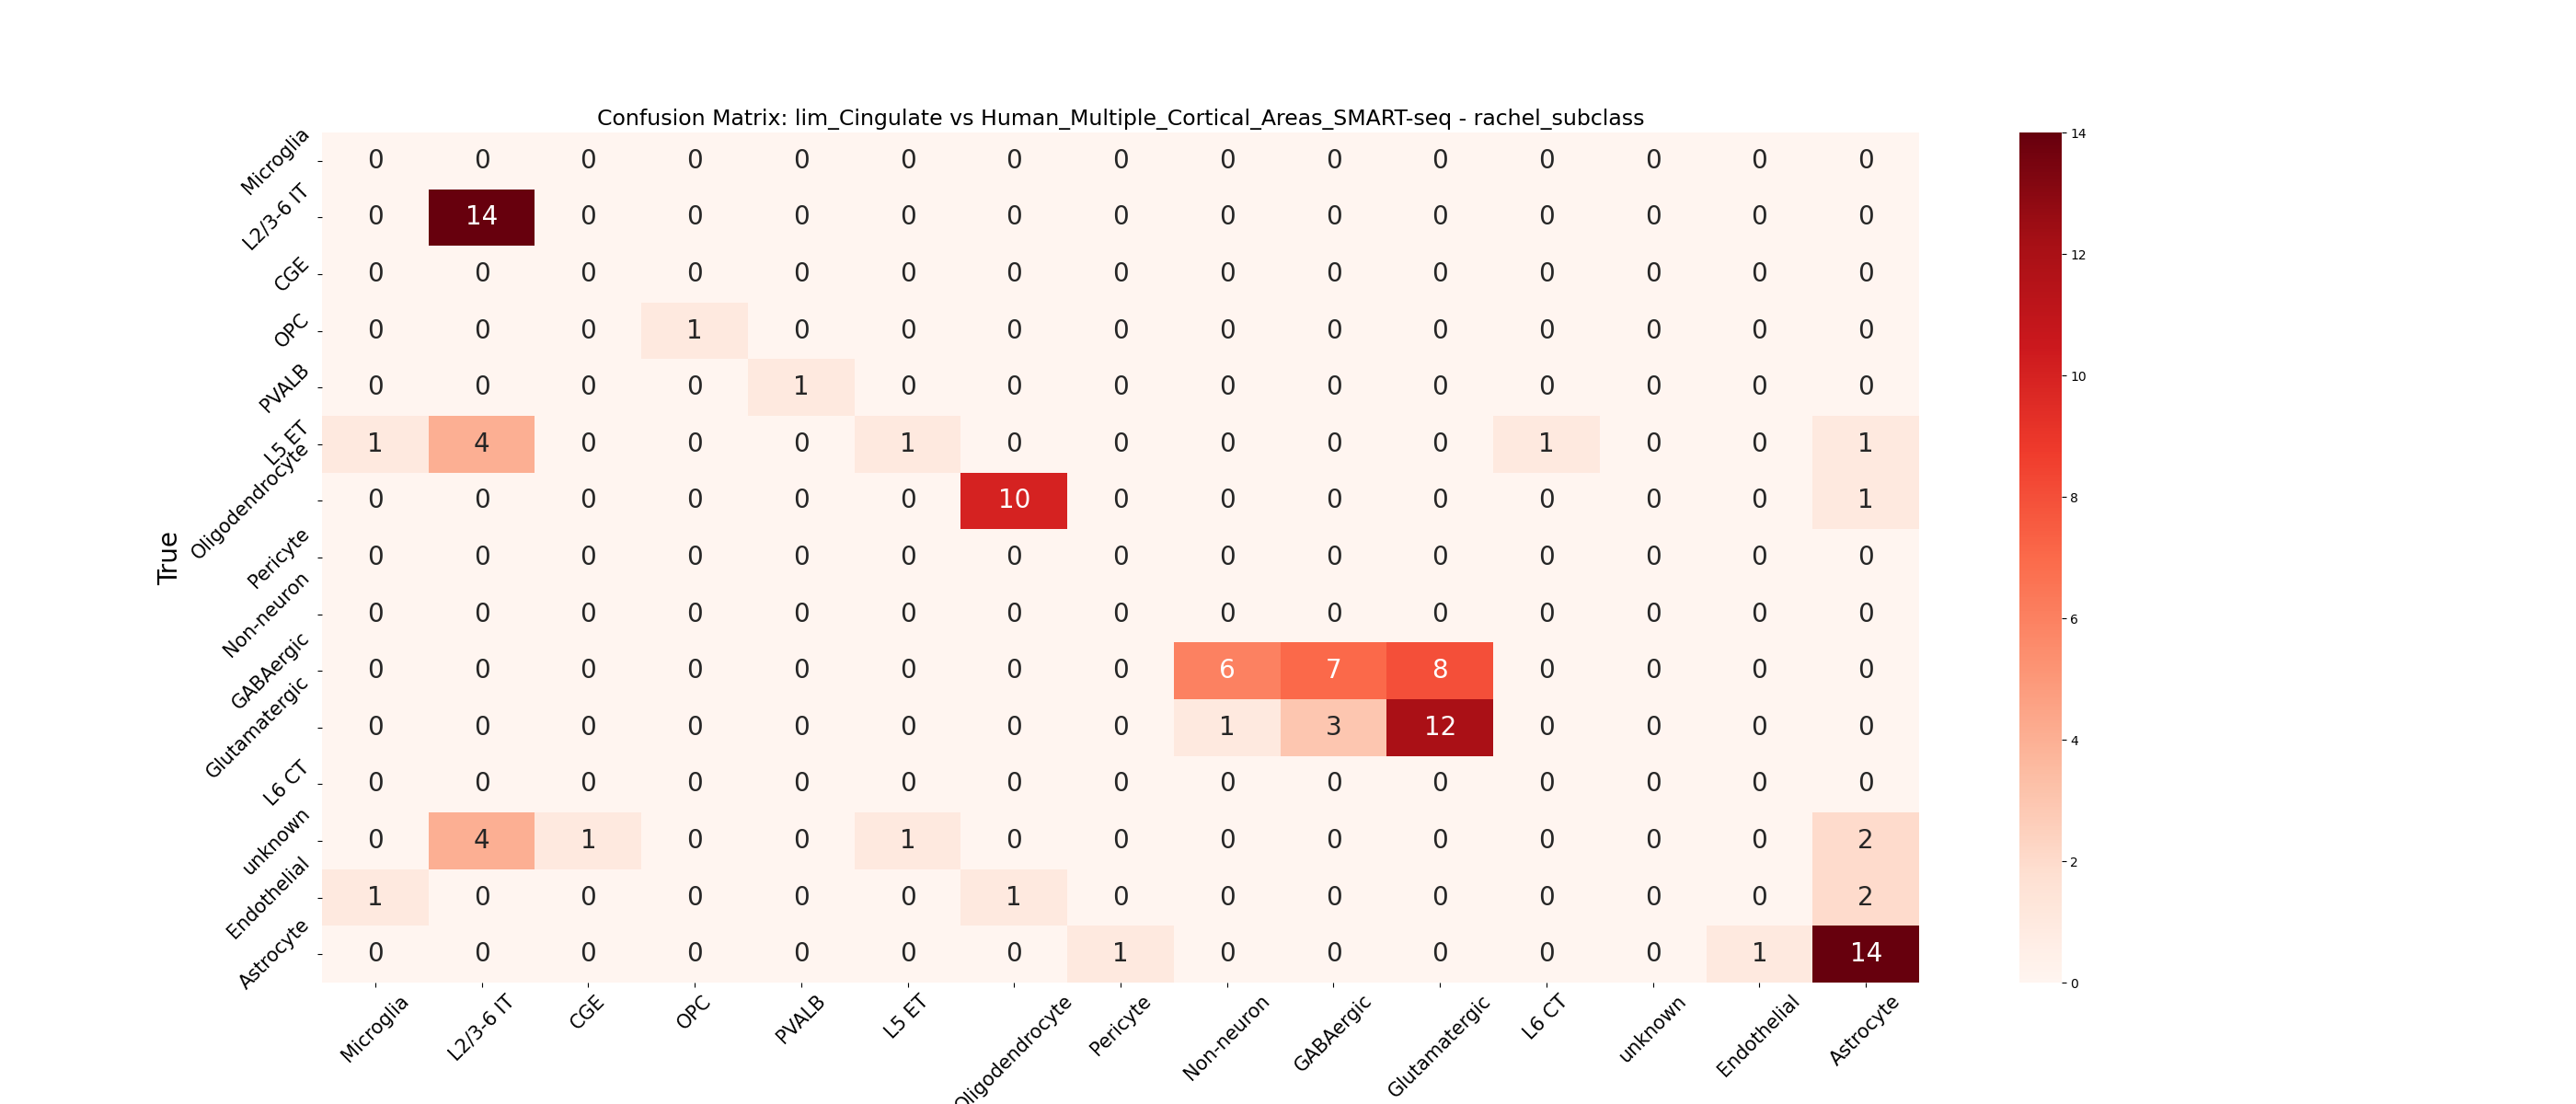 Confusion Matrix: lim_Cingulate vs Human_Multiple_Cortical_Areas_SMART-seq - rachel_subclass
True
Microglia 0 0 0 0 0 0 0 0 0 0 0 0 0 0 0
L2/3-6 IT 0 14 0 0 0 0 0 0 0 0 0 0 0 0 0
CGE 0 0 0 0 0 0 0 0 0 0 0 0 0 0 0
OPC 0 0 0 1 0 0 0 0 0 0 0 0 0 0 0
PVALB 0 0 0 0 1 0 0 0 0 0 0 0 0 0 0
L5 ET 1 4 0 0 0 1 0 0 0 0 0 1 0 0 1
Oligodendrocyte 0 0 0 0 0 0 10 0 0 0 0 0 0 0 1
Pericyte 0 0 0 0 0 0 0 0 0 0 0 0 0 0 0
Non-neuron 0 0 0 0 0 0 0 0 0 0 0 0 0 0 0
GABAergic 0 0 0 0 0 0 0 0 6 7 8 0 0 0 0
Glutamatergic 0 0 0 0 0 0 0 0 1 3 12 0 0 0 0
L6 CT 0 0 0 0 0 0 0 0 0 0 0 0 0 0 0
unknown 0 4 1 0 0 1 0 0 0 0 0 0 0 0 2
Endothelial 1 0 0 0 0 0 1 0 0 0 0 0 0 0 2
Astrocyte 0 0 0 0 0 0 0 1 0 0 0 0 0 1 14
Microglia L2/3-6 IT CGE OPC PVALB L5 ET Oligodendrocyte Pericyte Non-neuron GABAergic Glutamatergic L6 CT unknown Endothelial Astrocyte
14
12
10
8
6
4
2
0